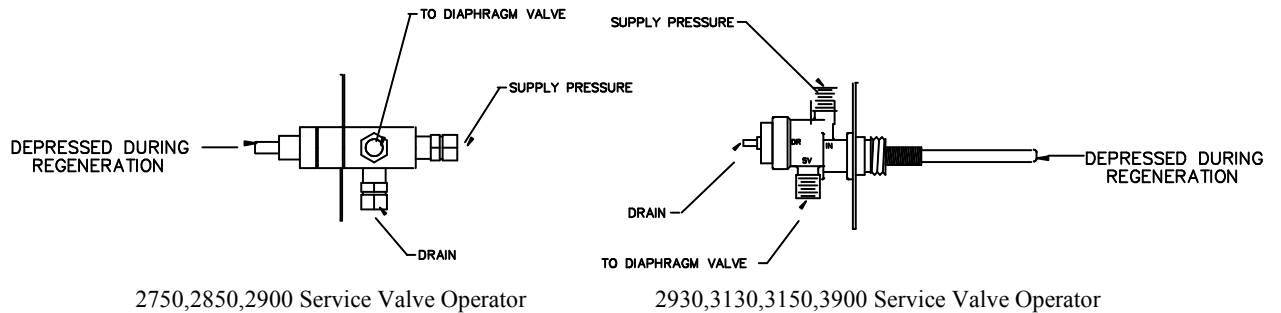 TO DIAPHRAGM VALVE
SUPPLY PRESSURE
DEPRESSED DURING
REGENERATION
DRAIN
2750,2850,2900 Service Valve Operator
SUPPLY PRESSURE
DR
IN
SV
DEPRESSED DURING
REGENERATION
DRAIN
TO DIAPHRAGM VALVE
2930,3130,3150,3900 Service Valve Operator